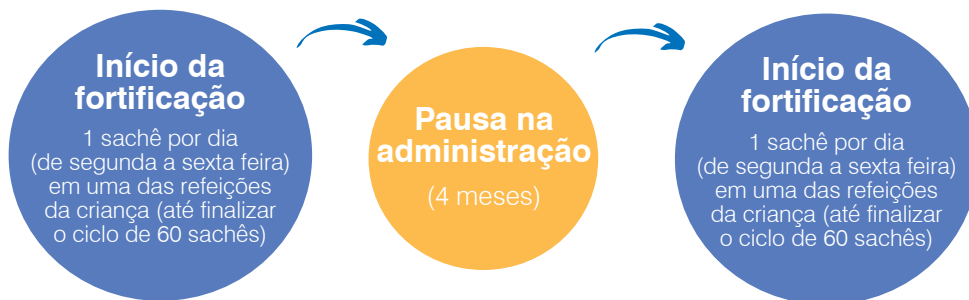 Início da
fortificação
1 sachê por dia
(de segunda a sexta feira)
em uma das refeições
da criança (até finalizar
o ciclo de 60 sachês)
Pausa na
administração
(4 meses)
Início da
fortificação
1 sachê por dia
(de segunda a sexta feira)
em uma das refeições
da criança (até finalizar
o ciclo de 60 sachês)